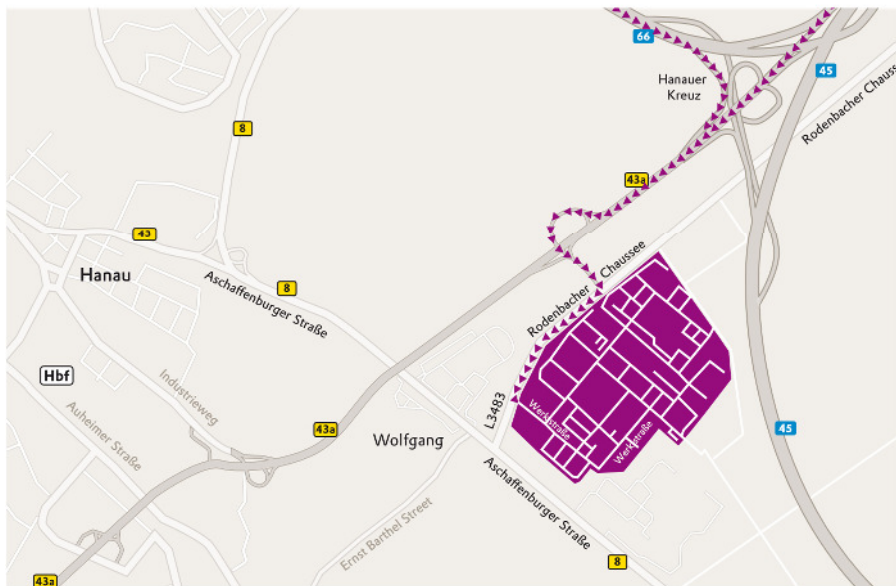 66
45
Hanauer
Kreuz
Rodenbacher Chaussee
8
43a
43
Hanau
Aschaffenburger Straße
8
Rodenbacher Chaussee
Hbf
Industrieweg
Auheimer Straße
43a
L3483
Werkstraße
Werkstraße
45
Wolfgang
Aschaffenburger Straße
Ernst Barthel Street
8
43a